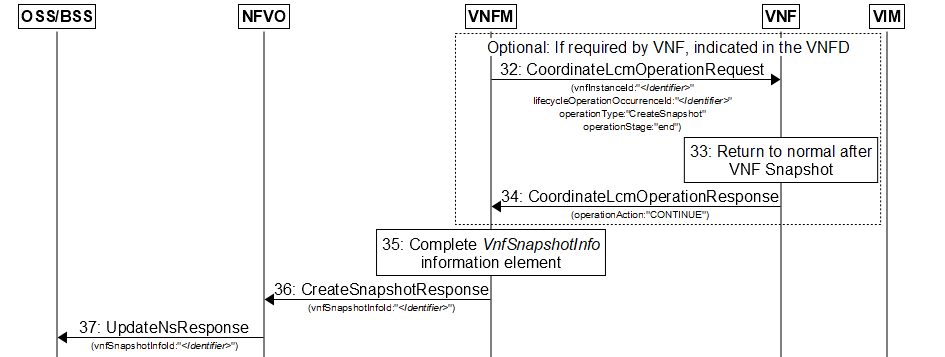 OSS/BSS NFVO VNFM VNF VIM
Optional: If required by VNF, indicated in the VNFD
32: CoordinateLcmOperationRequest
(vnfInstanceId:"<Identifier>"
lifecycleOperationOccurrenceId:"<Identifier>"
operationType:"CreateSnapshot"
operationStage:"end")
33: Return to normal after
VNF Snapshot
34: CoordinateLcmOperationResponse
(operationAction:"CONTINUE")
35: Complete VnfSnapshotInfo
information element
36: CreateSnapshotResponse
(vnfSnapshotInfoId:"<Identifier>")
37: UpdateNsResponse
(vnfSnapshotInfoId:"<Identifier>")